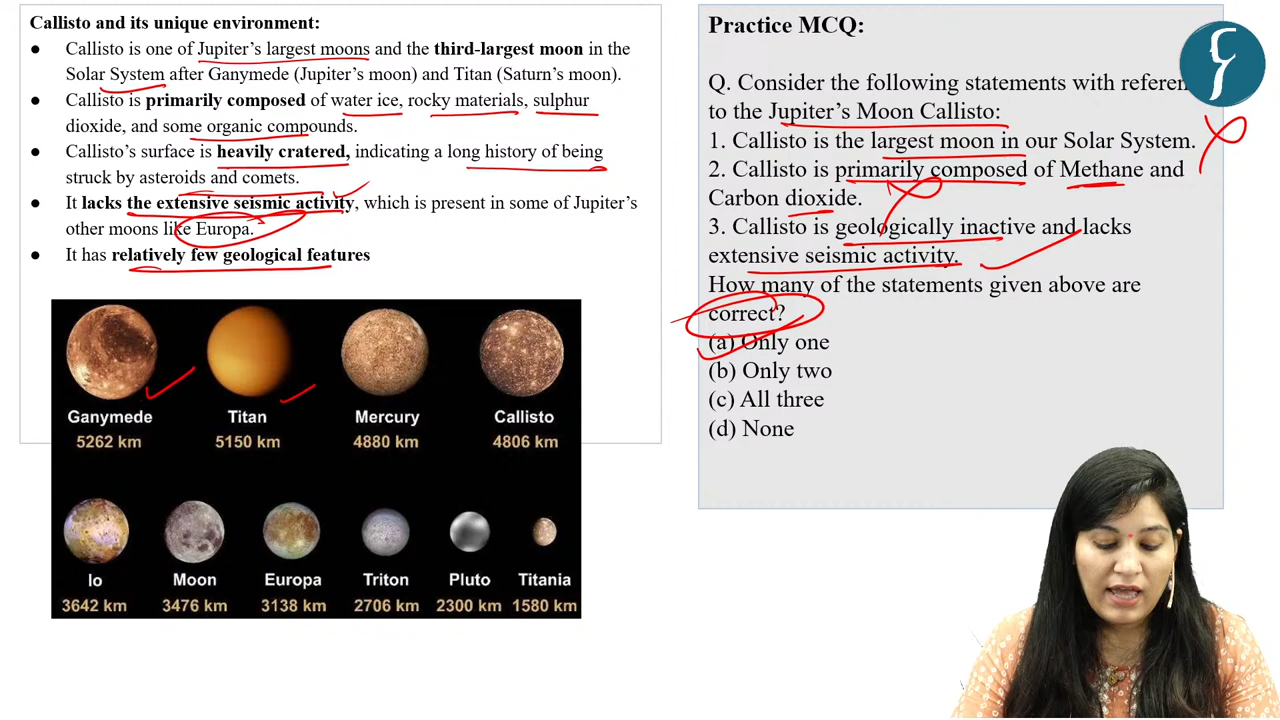 Callisto and its unique environment:
● Callisto is one of Jupiter's largest moons and the third-largest moon in the
Solar System after Ganymede (Jupiter's moon) and Titan (Saturn's moon).
● Callisto is primarily composed of water ice, rocky materials, sulphur
dioxide, and some organic compounds.
● Callisto's surface is heavily cratered, indicating a long history of being
struck by asteroids and comets.
● It lacks the extensive seismic activity, which is present in some of Jupiter's
other moons like Europa.
● It has relatively few geological features
Ganymede Titan Mercury Callisto
5262 km 5150 km 4880 km 4806 km
Io Moon Europa Triton Pluto Titania
3642 km 3476 km 3138 km 2706 km 2300 km 1580 km
Practice MCQ:
Q. Consider the following statements with
to the Jupiter's Moon Callisto:
1. Callisto is the largest moon in our Solar System.
2. Callisto is primarily composed of Methane and
Carbon dioxide.
3. Callisto is geologically inactive and lacks
extensive seismic activity.
How many of the statements given above are
correct?
(a) Only one
(b) Only two
(c) All three
(d) None